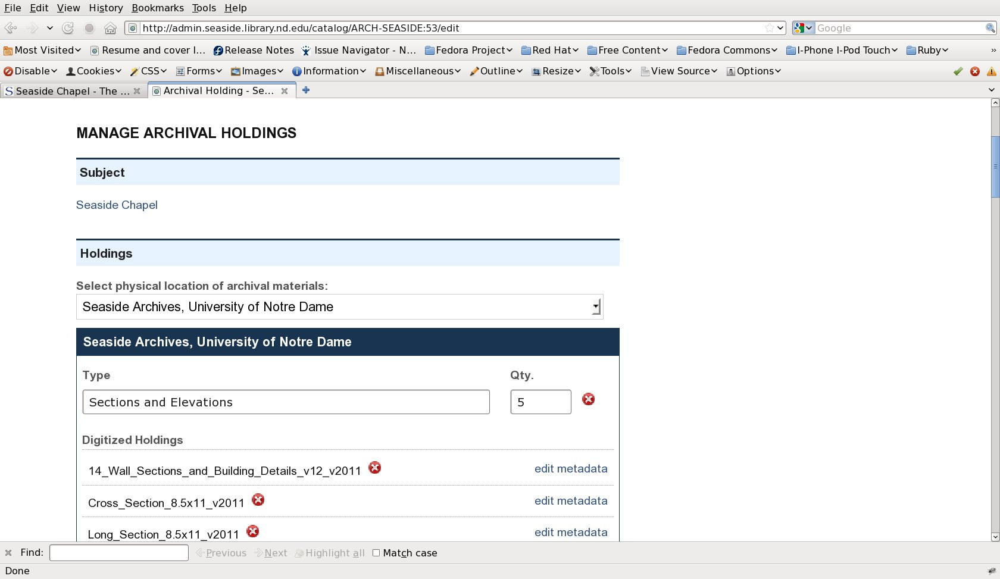 File Edit View History Bookmarks Tools Help
http://admin.seaside.library.nd.edu/catalog/ARCH-SEASIDE:53/edit Google
Most Visited Resume and cover l... Release Notes Issue Navigator - N... Fedora Project Red Hat Free Content Fedora Commons I-Phone I-Pod Touch Ruby »
Disable Cookies CSS Forms Images Information Miscellaneous Outline Resize Tools View Source Options
Seaside Chapel - The ... Archival Holding - Se...
MANAGE ARCHIVAL HOLDINGS
Subject
Seaside Chapel
Holdings
Select physical location of archival materials:
Seaside Archives, University of Notre Dame
Seaside Archives, University of Notre Dame
Type Qty.
Sections and Elevations 5
Digitized Holdings
14_Wall_Sections_and_Building_Details_v12_v2011 edit metadata
Cross_Section_8.5x11_v2011 edit metadata
Long_Section_8.5x11_v2011 edit metadata
Find: Previous Next Highlight all Match case
Done